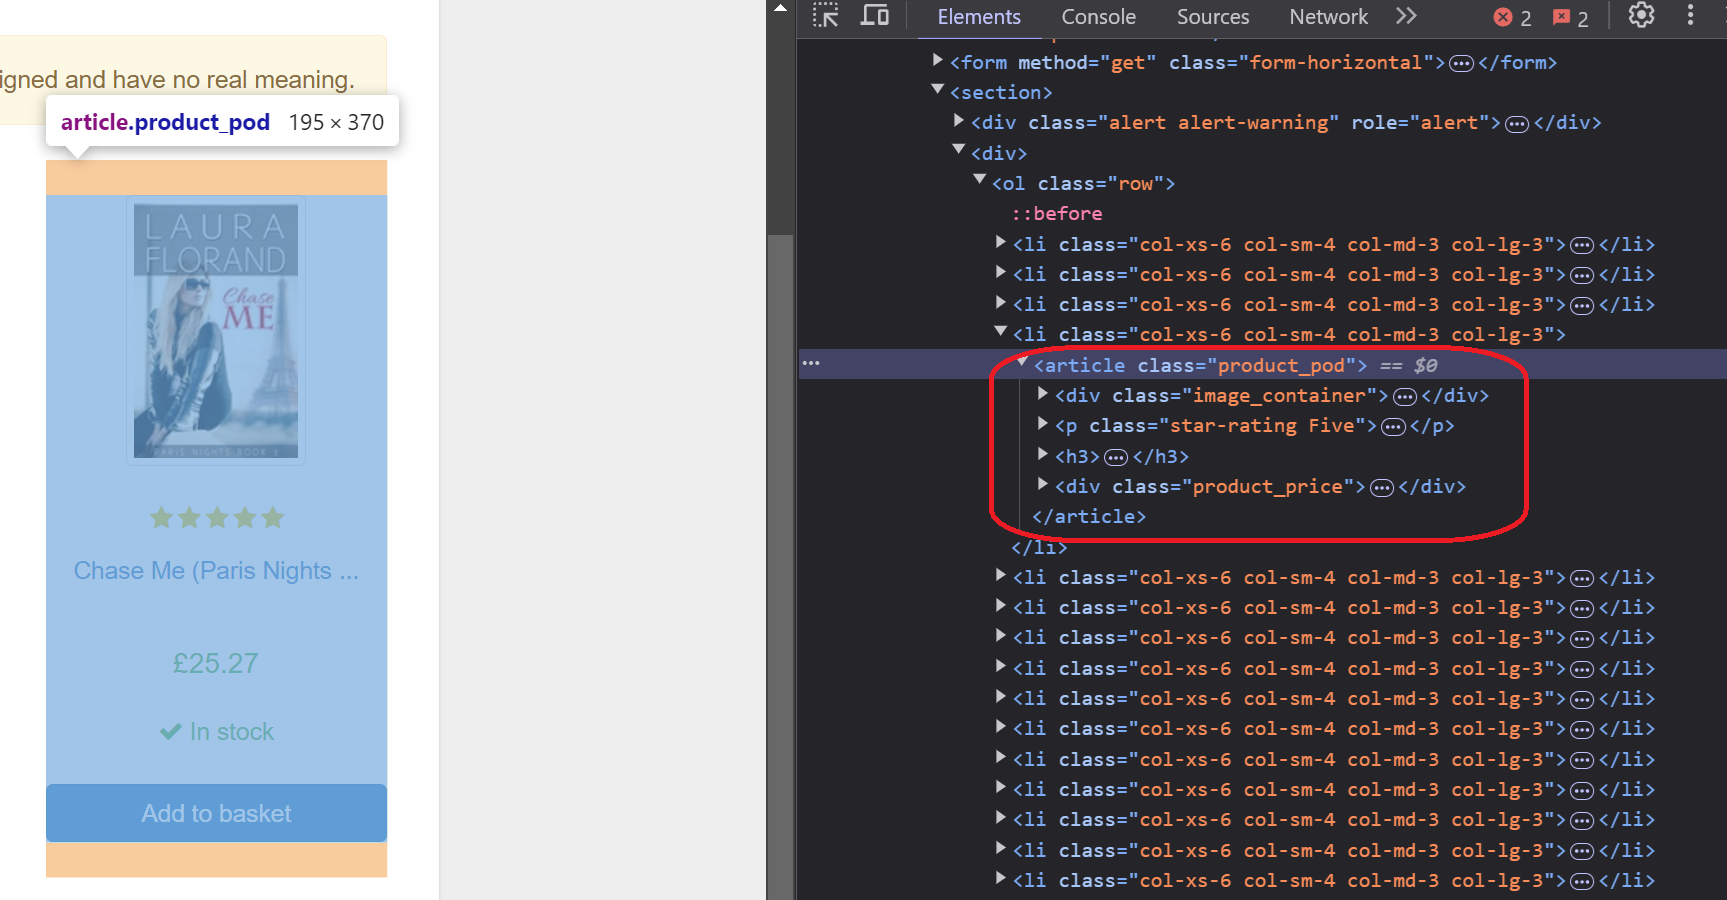 igned and have no real meaning.
article.product_pod 195 × 370
LAURA
FLORAND
Chase
ME
PARIS NIGHTS BOOK 2
Chase Me (Paris Nights ...
£25.27
In stock
Add to basket
Elements Console Sources Network 2 2
<form method="get" class="form-horizontal">…</form>
<section>
<div class="alert alert-warning" role="alert">…</div>
<div>
<ol class="row">
::before
<li class="col-xs-6 col-sm-4 col-md-3 col-lg-3">…</li>
<li class="col-xs-6 col-sm-4 col-md-3 col-lg-3">…</li>
<li class="col-xs-6 col-sm-4 col-md-3 col-lg-3">…</li>
<li class="col-xs-6 col-sm-4 col-md-3 col-lg-3">
<article class="product_pod"> == $0
<div class="image_container">…</div>
<p class="star-rating Five">…</p>
<h3>…</h3>
<div class="product_price">…</div>
</article>
</li>
<li class="col-xs-6 col-sm-4 col-md-3 col-lg-3">…</li>
<li class="col-xs-6 col-sm-4 col-md-3 col-lg-3">…</li>
<li class="col-xs-6 col-sm-4 col-md-3 col-lg-3">…</li>
<li class="col-xs-6 col-sm-4 col-md-3 col-lg-3">…</li>
<li class="col-xs-6 col-sm-4 col-md-3 col-lg-3">…</li>
<li class="col-xs-6 col-sm-4 col-md-3 col-lg-3">…</li>
<li class="col-xs-6 col-sm-4 col-md-3 col-lg-3">…</li>
<li class="col-xs-6 col-sm-4 col-md-3 col-lg-3">…</li>
<li class="col-xs-6 col-sm-4 col-md-3 col-lg-3">…</li>
<li class="col-xs-6 col-sm-4 col-md-3 col-lg-3">…</li>
<li class="col-xs-6 col-sm-4 col-md-3 col-lg-3">…</li>